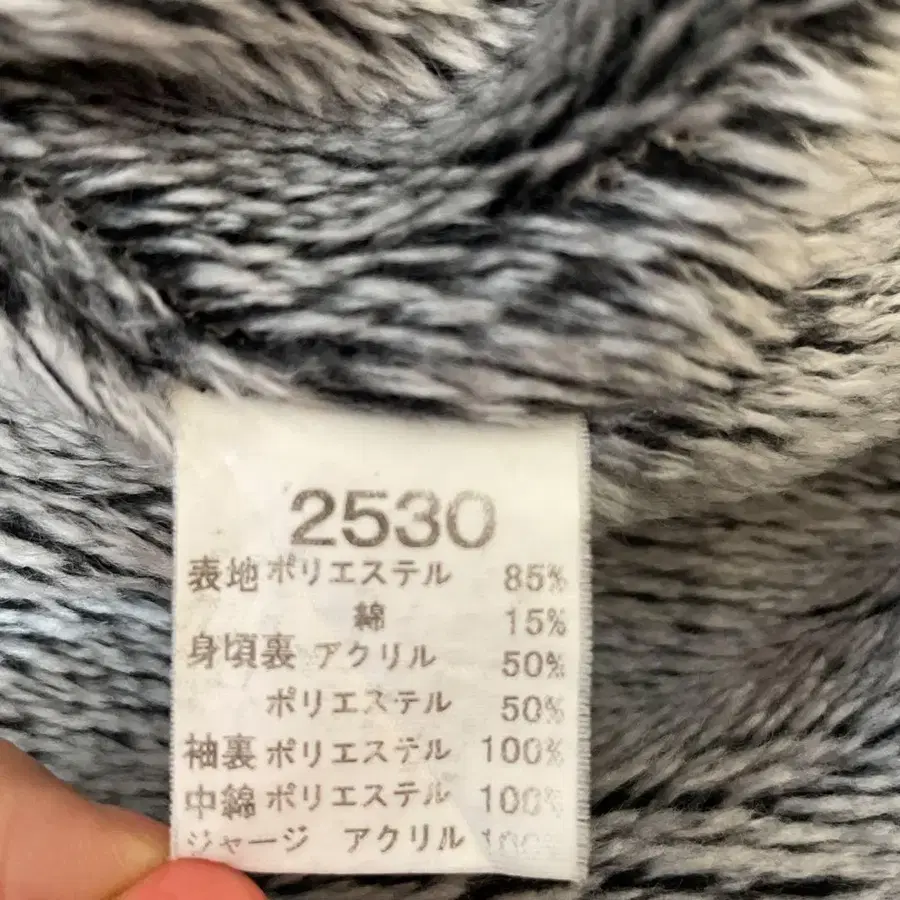 2530
表地 ポリエステル 85%
綿 15%
身頃裏 アクリル 50%
ポリエステル 50%
袖裏 ポリエステル 100%
中綿 ポリエステル 100%
ジャージ アクリル 100%